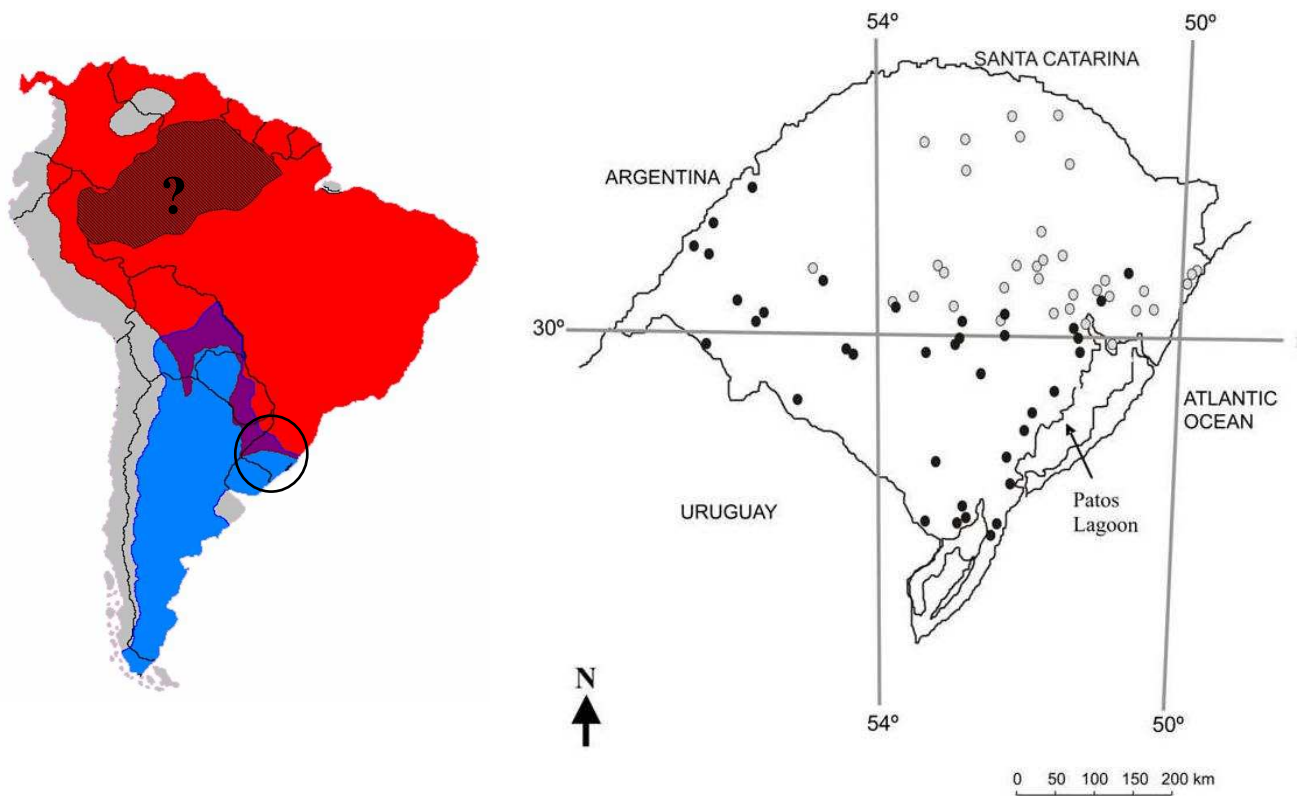 ?
54º
50º
SANTA CATARINA
ARGENTINA
30º
ATLANTIC
OCEAN
URUGUAY
Patos
Lagoon
N
54º
50º
0 50 100 150 200 km